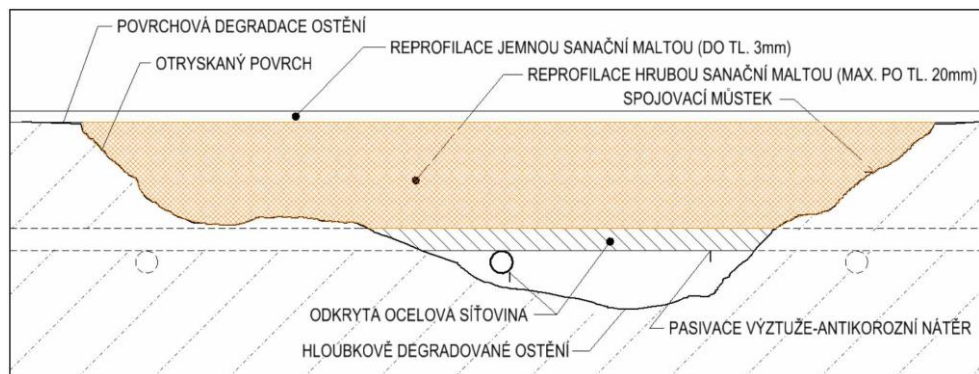 POVRCHOVÁ DEGRADACE OSTĚNÍ
REPROFILACE JEMNOU SANAČNÍ MALTOU (DO TL. 3mm)
OTRYSKANÝ POVRCH
REPROFILACE HRUBOU SANAČNÍ MALTOU (MAX. PO TL. 20mm)
SPOJOVACÍ MŮSTEK
ODKRYTÁ OCELOVÁ SÍŤOVINA
PASIVACE VÝZTUŽE-ANTIKOROZNÍ NÁTĚR
HLOUBKOVĚ DEGRADOVANÉ OSTĚNÍ